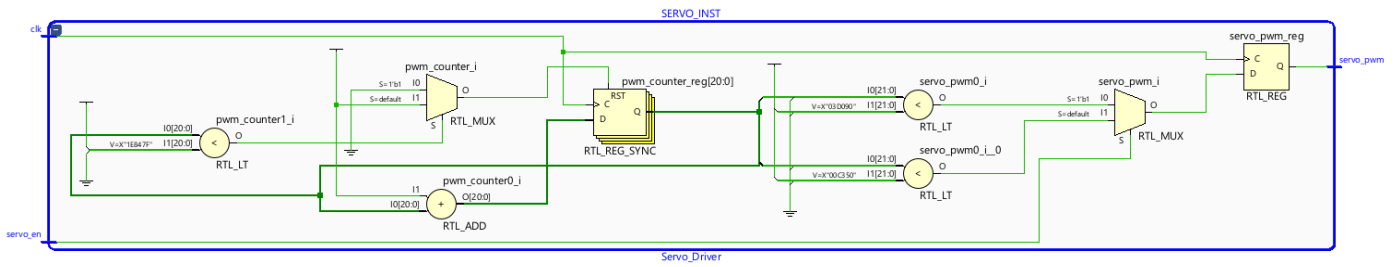 SERVO_INST
clk
servo_en
servo_pwm
pwm_counter1_i
I0[20:0]
V=X"1E847F"
I1[20:0]
O
<
RTL_LT
pwm_counter_i
S=1'b1
I0
S=default
I1
O
S
RTL_MUX
pwm_counter0_i
I1
I0[20:0]
+
O[20:0]
RTL_ADD
pwm_counter_reg[20:0]
RST
C
D
Q
RTL_REG_SYNC
servo_pwm0_i
I0[21:0]
V=X"03D090"
I1[21:0]
O
<
RTL_LT
servo_pwm0_i__0
I0[21:0]
V=X"00C350"
I1[21:0]
O
<
RTL_LT
servo_pwm_i
S=1'b1
I0
S=default
I1
O
S
RTL_MUX
servo_pwm_reg
C
D
Q
RTL_REG
Servo_Driver